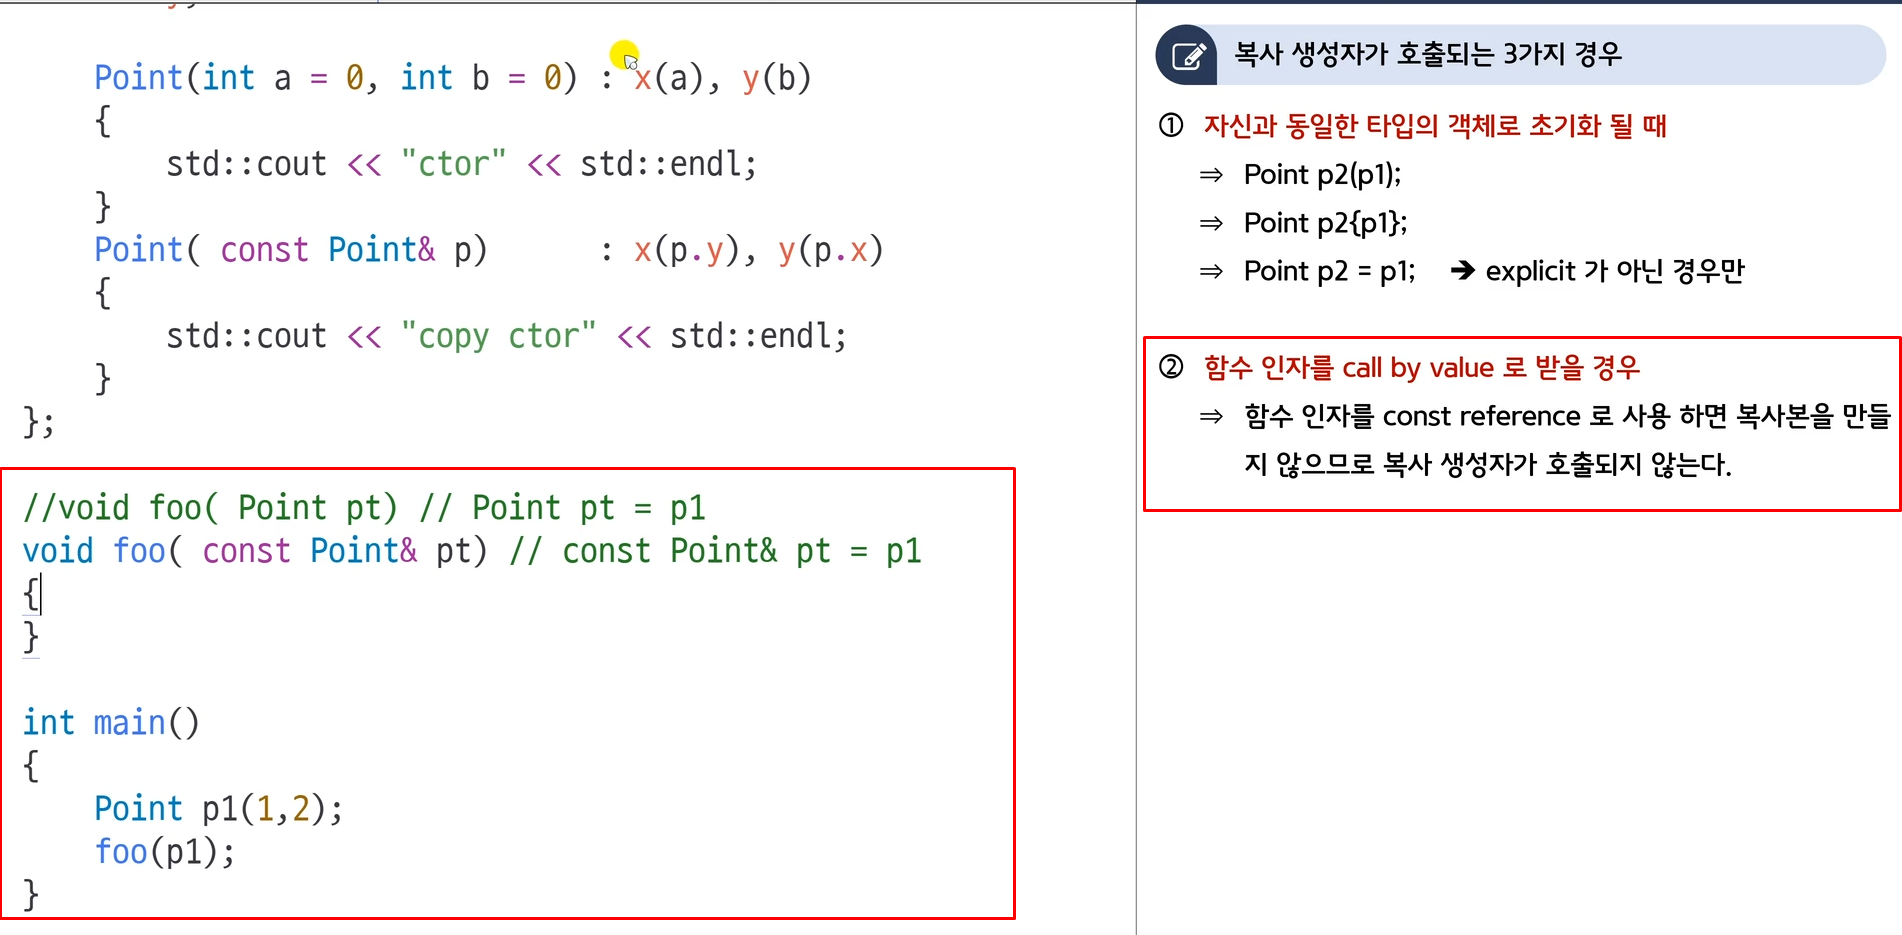 Point(int a = 0, int b = 0) : x(a), y(b)
{
std::cout << "ctor" << std::endl;
}
Point( const Point& p) : x(p.y), y(p.x)
{
std::cout << "copy ctor" << std::endl;
}
};
//void foo( Point pt) // Point pt = p1
void foo( const Point& pt) // const Point& pt = p1
{
}
int main()
{
Point p1(1,2);
foo(p1);
}
복사 생성자가 호출되는 3가지 경우
① 자신과 동일한 타입의 객체로 초기화 될 때
⇒ Point p2(p1);
⇒ Point p2{p1};
⇒ Point p2 = p1; ➔ explicit 가 아닌 경우만
② 함수 인자를 call by value 로 받을 경우
⇒ 함수 인자를 const reference 로 사용 하면 복사본을 만들
지 않으므로 복사 생성자가 호출되지 않는다.